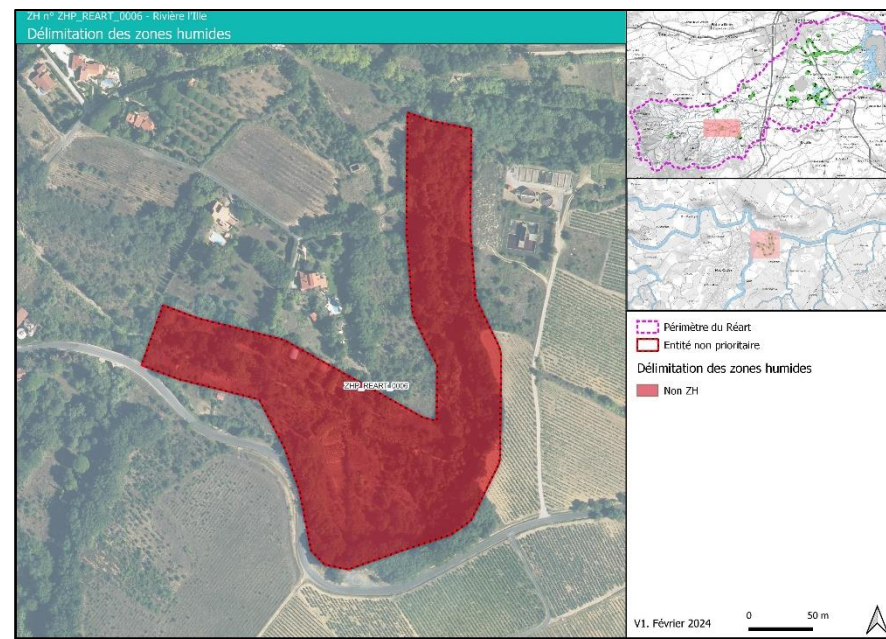 ZH n° ZHP_REART_0006 - Rivière l'Ille
Délimitation des zones humides
ZHP_REART_0006
Périmètre du Réart
Entité non prioritaire
Délimitation des zones humides
Non ZH
V1. Février 2024
0 50 m